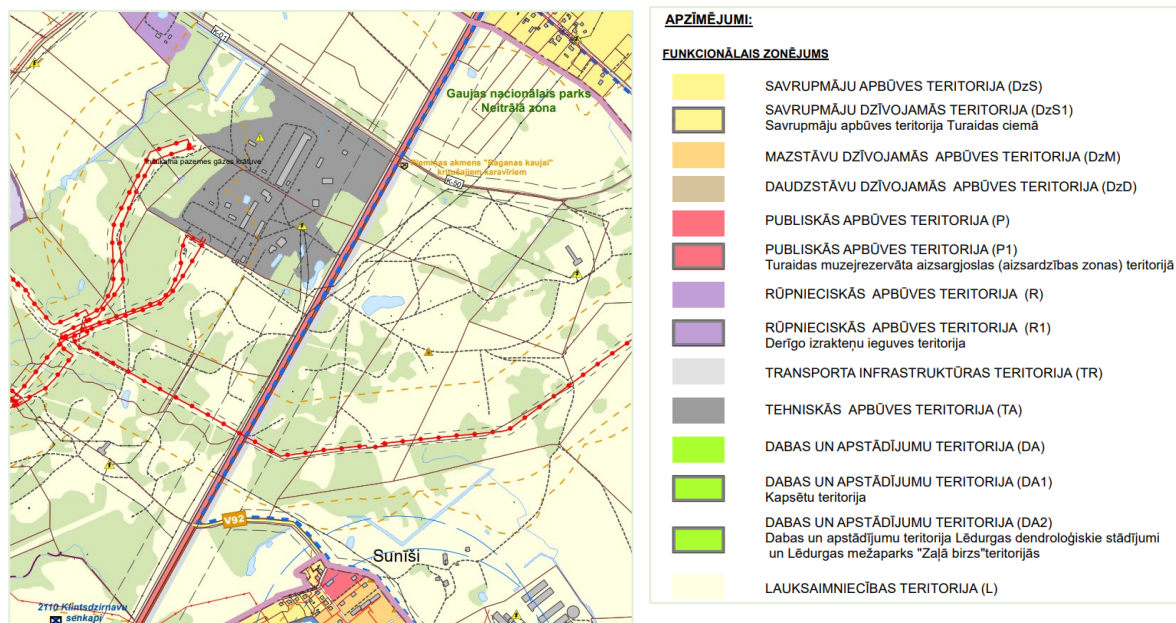 K-01
Gaujas nacionālais parks
Neitrālā zona
pazemes gāzes krātuve
Piemiņas akmens "Raganas kaujai"
kritušajiem karavīriem
K-50
V92
Sunīši
2110 Klintsdzirnavu
senkapi
APZĪMĒJUMI:
FUNKCIONĀLAIS ZONĒJUMS
SAVRUPMĀJU APBŪVES TERITORIJA (DzS)
SAVRUPMĀJU DZĪVOJAMĀS TERITORIJA (DzS1)
Savrupmāju apbūves teritorija Turaidas ciemā
MAZSTĀVU DZĪVOJAMĀS APBŪVES TERITORIJA (DzM)
DAUDZSTĀVU DZĪVOJAMĀS APBŪVES TERITORIJA (DzD)
PUBLISKĀS APBŪVES TERITORIJA (P)
PUBLISKĀS APBŪVES TERITORIJA (P1)
Turaidas muzejrezervāta aizsargjoslas (aizsardzības zonas) teritorijā
RŪPNIECISKĀS APBŪVES TERITORIJA (R)
RŪPNIECISKĀS APBŪVES TERITORIJA (R1)
Derīgo izrakteņu ieguves teritorija
TRANSPORTA INFRASTRUKTŪRAS TERITORIJA (TR)
TEHNISKĀS APBŪVES TERITORIJA (TA)
DABAS UN APSTĀDĪJUMU TERITORIJA (DA)
DABAS UN APSTĀDĪJUMU TERITORIJA (DA1)
Kapsētu teritorija
DABAS UN APSTĀDĪJUMU TERITORIJA (DA2)
Dabas un apstādījumu teritorija Lēdurgas dendroloģiskie stādījumi
un Lēdurgas mežaparks "Zaļā birzs"teritorijās
LAUKSAIMNIECĪBAS TERITORIJA (L)